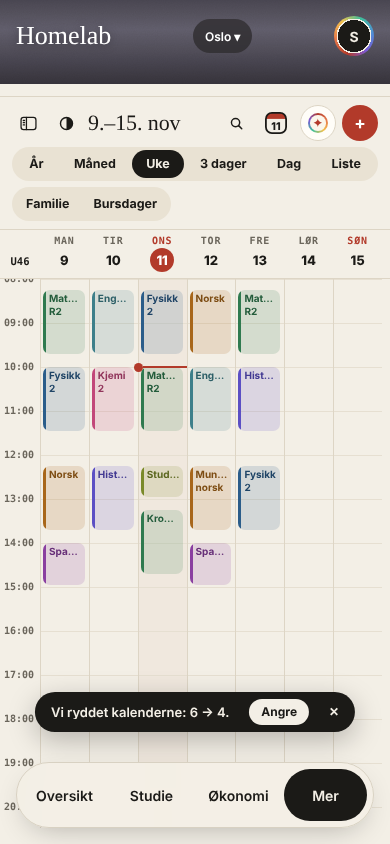 Homelab
Oslo ▾
S
9.–15. nov
11
+
År Måned Uke 3 dager Dag Liste
Familie Bursdager
MAN TIR ONS TOR FRE LØR SØN
U46 9 10 11 12 13 14 15
08:00
Mat… Eng… Fysikk Norsk Mat…
R2 2 R2
09:00
10:00
Fysikk Kjemi Mat… Eng… Hist…
2 2 R2
11:00
12:00
Norsk Hist… Stud… Mun… Fysikk
norsk 2
13:00
Kro…
14:00
Spa… Spa…
15:00
16:00
17:00
Vi ryddet kalenderne: 6 → 4. Angre ✕
18:00
19:00
Oversikt Studie Økonomi Mer
20: